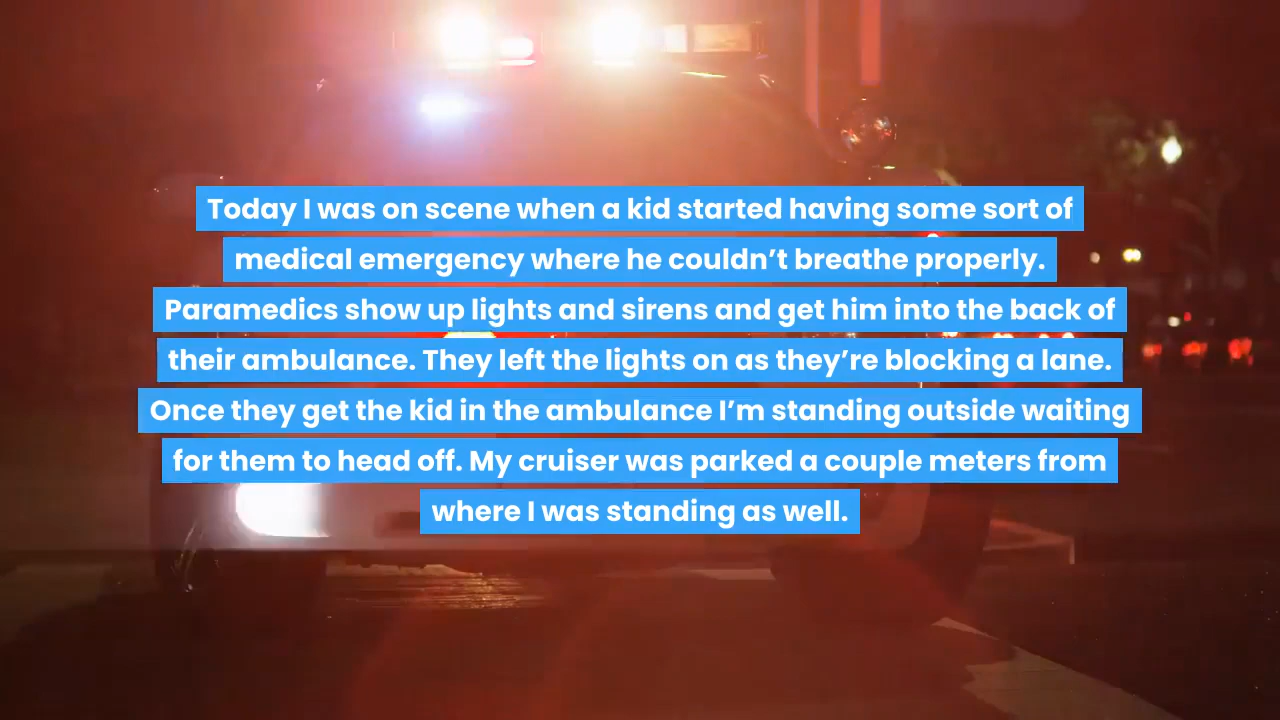 Today I was on scene when a kid started having some sort of
medical emergency where he couldn’t breathe properly.
Paramedics show up lights and sirens and get him into the back of
their ambulance. They left the lights on as they’re blocking a lane.
Once they get the kid in the ambulance I’m standing outside waiting
for them to head off. My cruiser was parked a couple meters from
where I was standing as well.